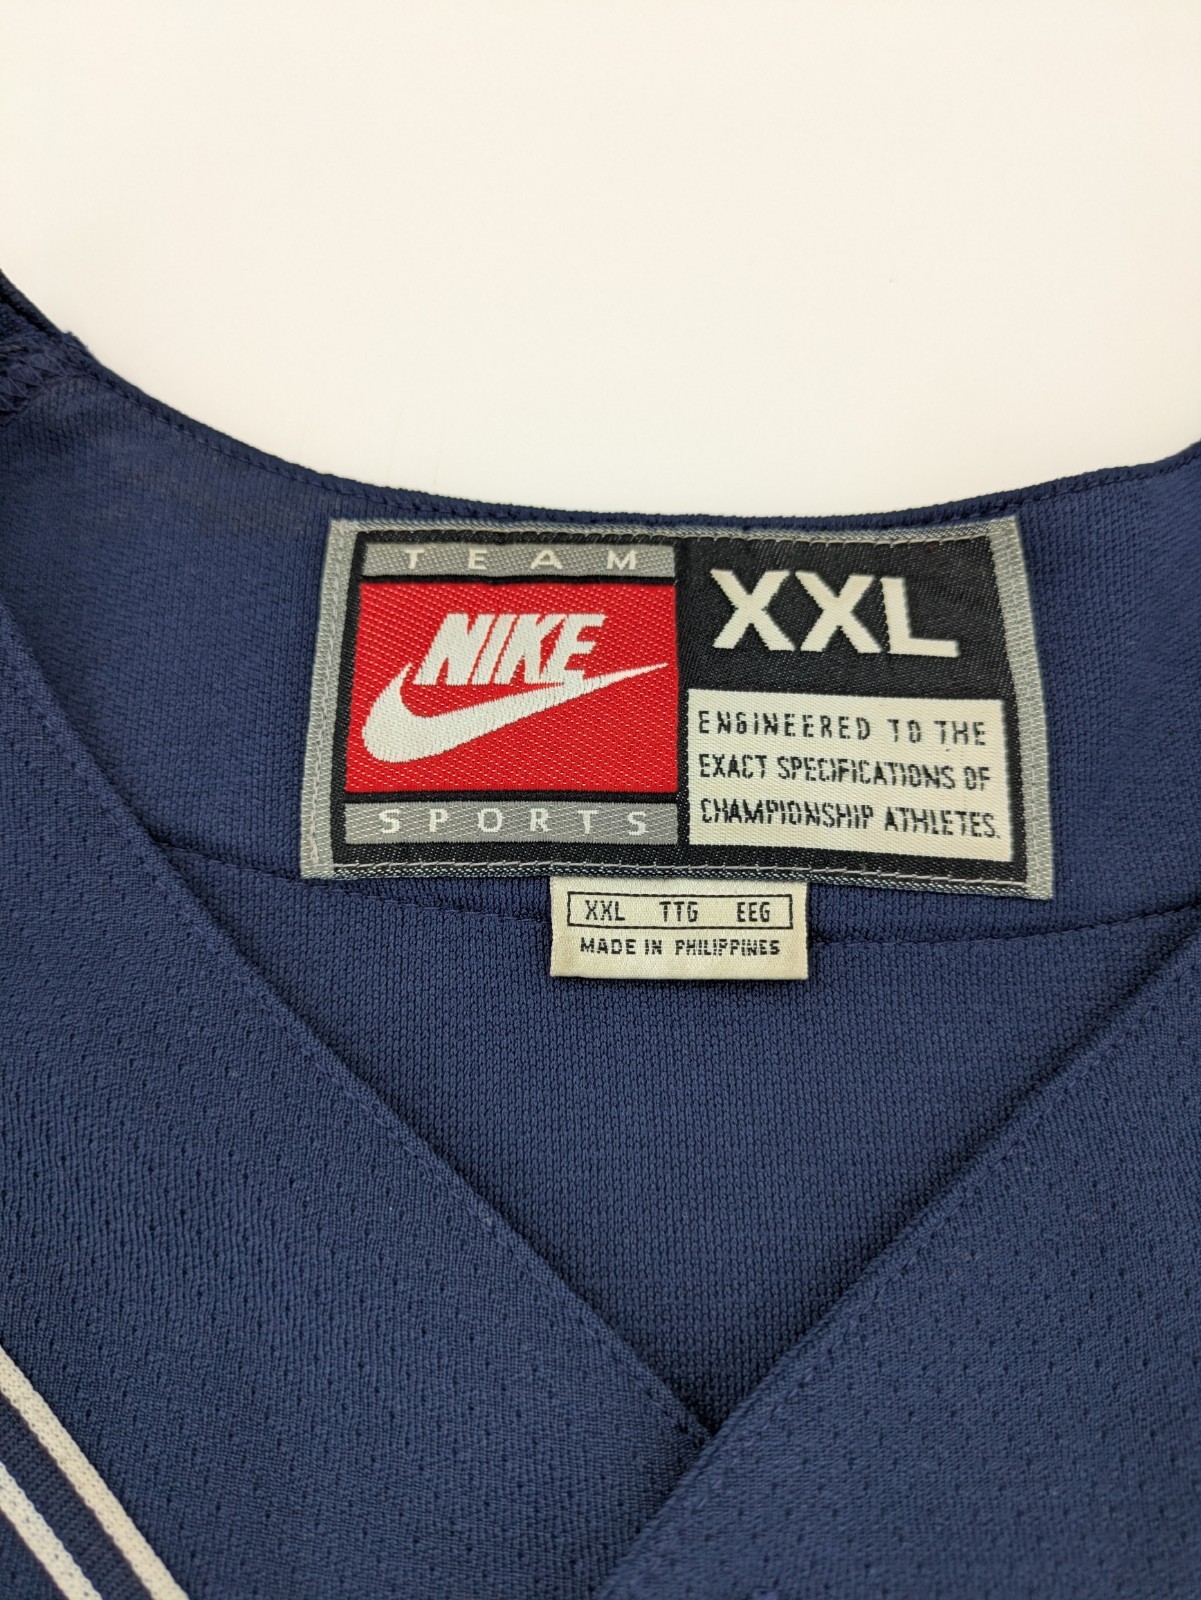 TEAM
NIKE
SPORTS
XXL
ENGINEERED TO THE
EXACT SPECIFICATIONS OF
CHAMPIONSHIP ATHLETES.
XXL TTG EEG
MADE IN PHILIPPINES